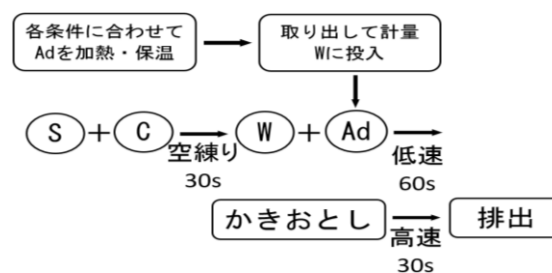 各条件に合わせて
Adを加熱・保温
取り出して計量
Wに投入
S + C
空練り
30s
W + Ad
低速
60s
かきおとし
高速
30s
排出